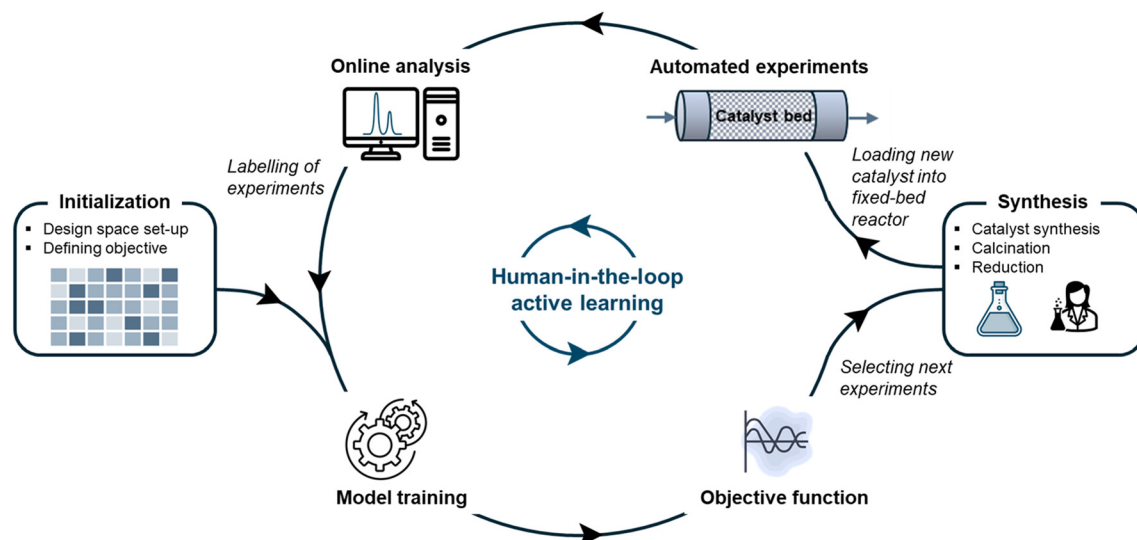 Online analysis
Automated experiments
Catalyst bed
Labelling of
experiments
Loading new
catalyst into
fixed-bed
reactor
Initialization
▪ Design space set-up
▪ Defining objective
Synthesis
▪ Catalyst synthesis
▪ Calcination
▪ Reduction
Human-in-the-loop
active learning
Selecting next
experiments
Model training
Objective function